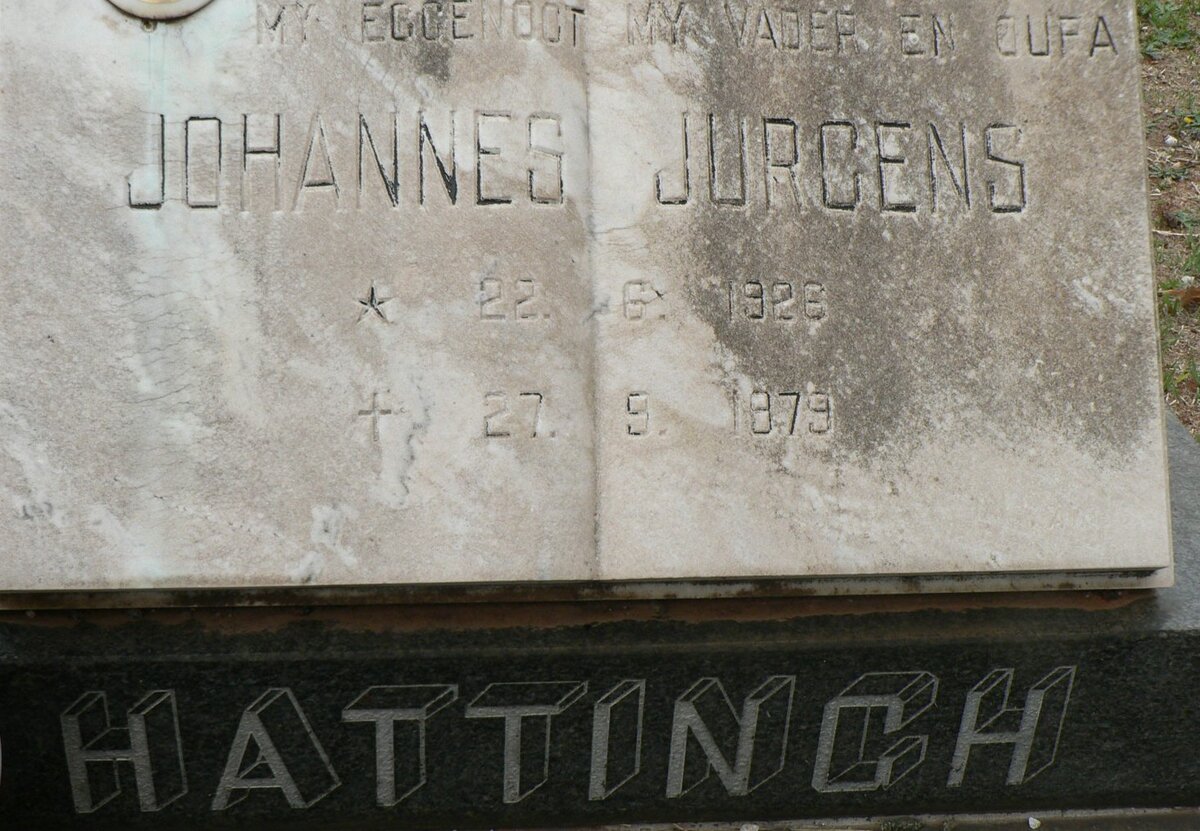 MY EGGENOOT MY VADER EN OUPA
JOHANNES JURGENS
22. 6. 1926
27. 9. 1979
HATTINGH